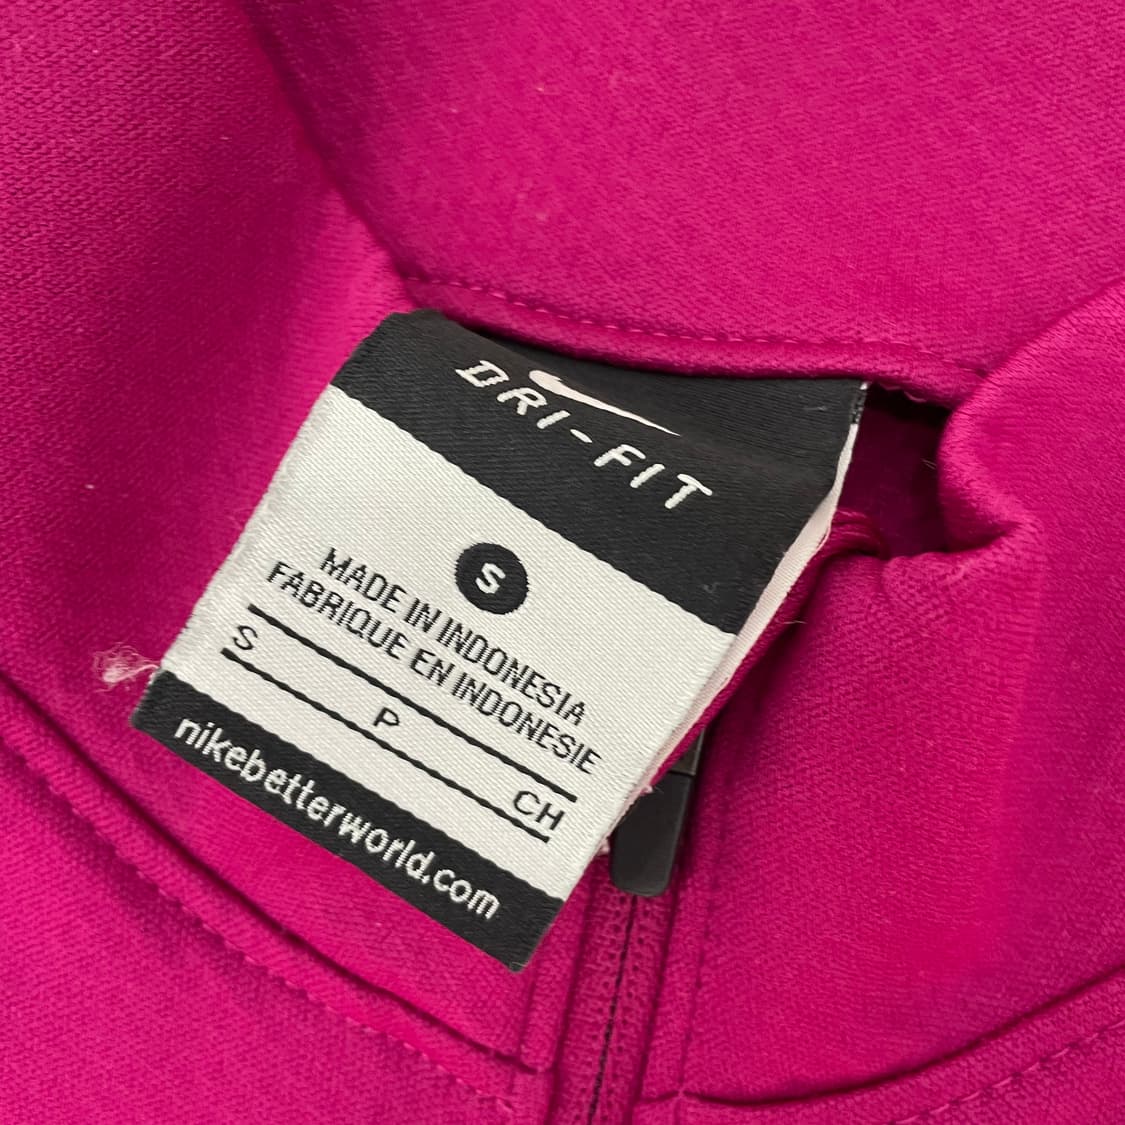 DRI-FIT
S
MADE IN INDONESIA
FABRIQUE EN INDONESIE
S P CH
nikebetterworld.com